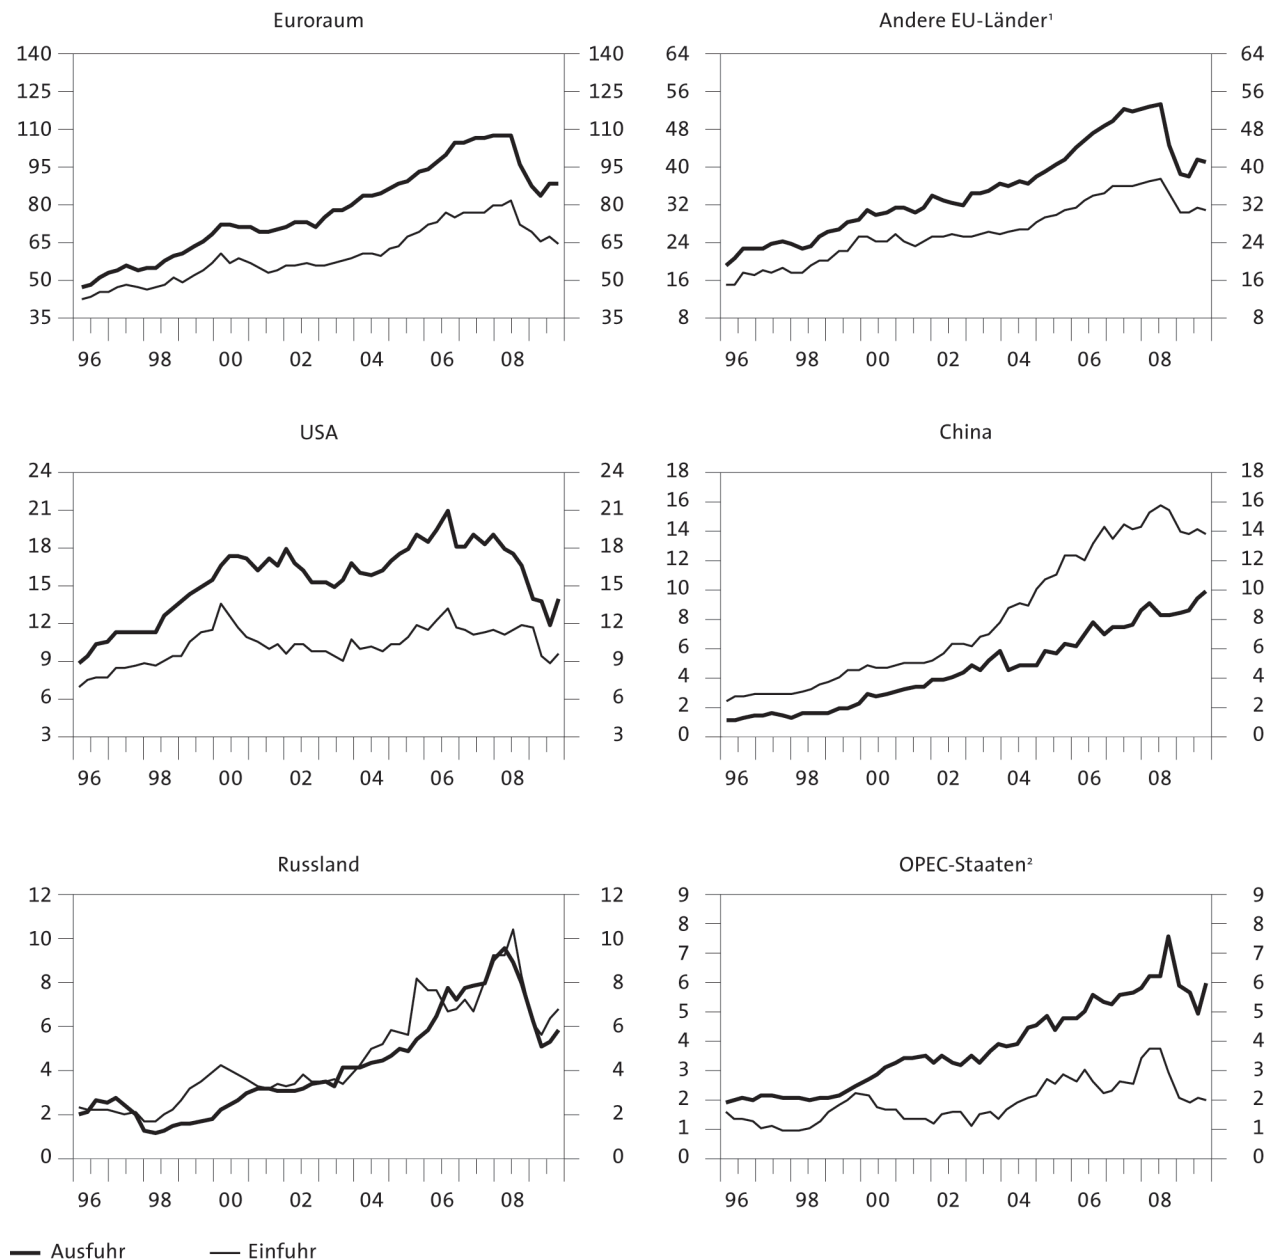 Euroraum
Andere EU-Länder¹
140 140 64 64
125 125 56 56
110 110 48 48
95 95 40 40
80 80 32 32
65 65 24 24
50 50 16 16
35 35 8 8
96 98 00 02 04 06 08 96 98 00 02 04 06 08
USA
China
24 24 18 18
21 21 16 16
18 18 14 14
15 15 12 12
12 12 10 10
9 9 8 8
6 6 6 6
3 3 4 4
2 2
0 0
96 98 00 02 04 06 08 96 98 00 02 04 06 08
Russland
OPEC-Staaten²
12 12 9 9
10 10 8 8
8 8 7 7
6 6 6 6
4 4 5 5
2 2 4 4
0 0 3 3
2 2
1 1
0 0
96 98 00 02 04 06 08 96 98 00 02 04 06 08
Ausfuhr Einfuhr